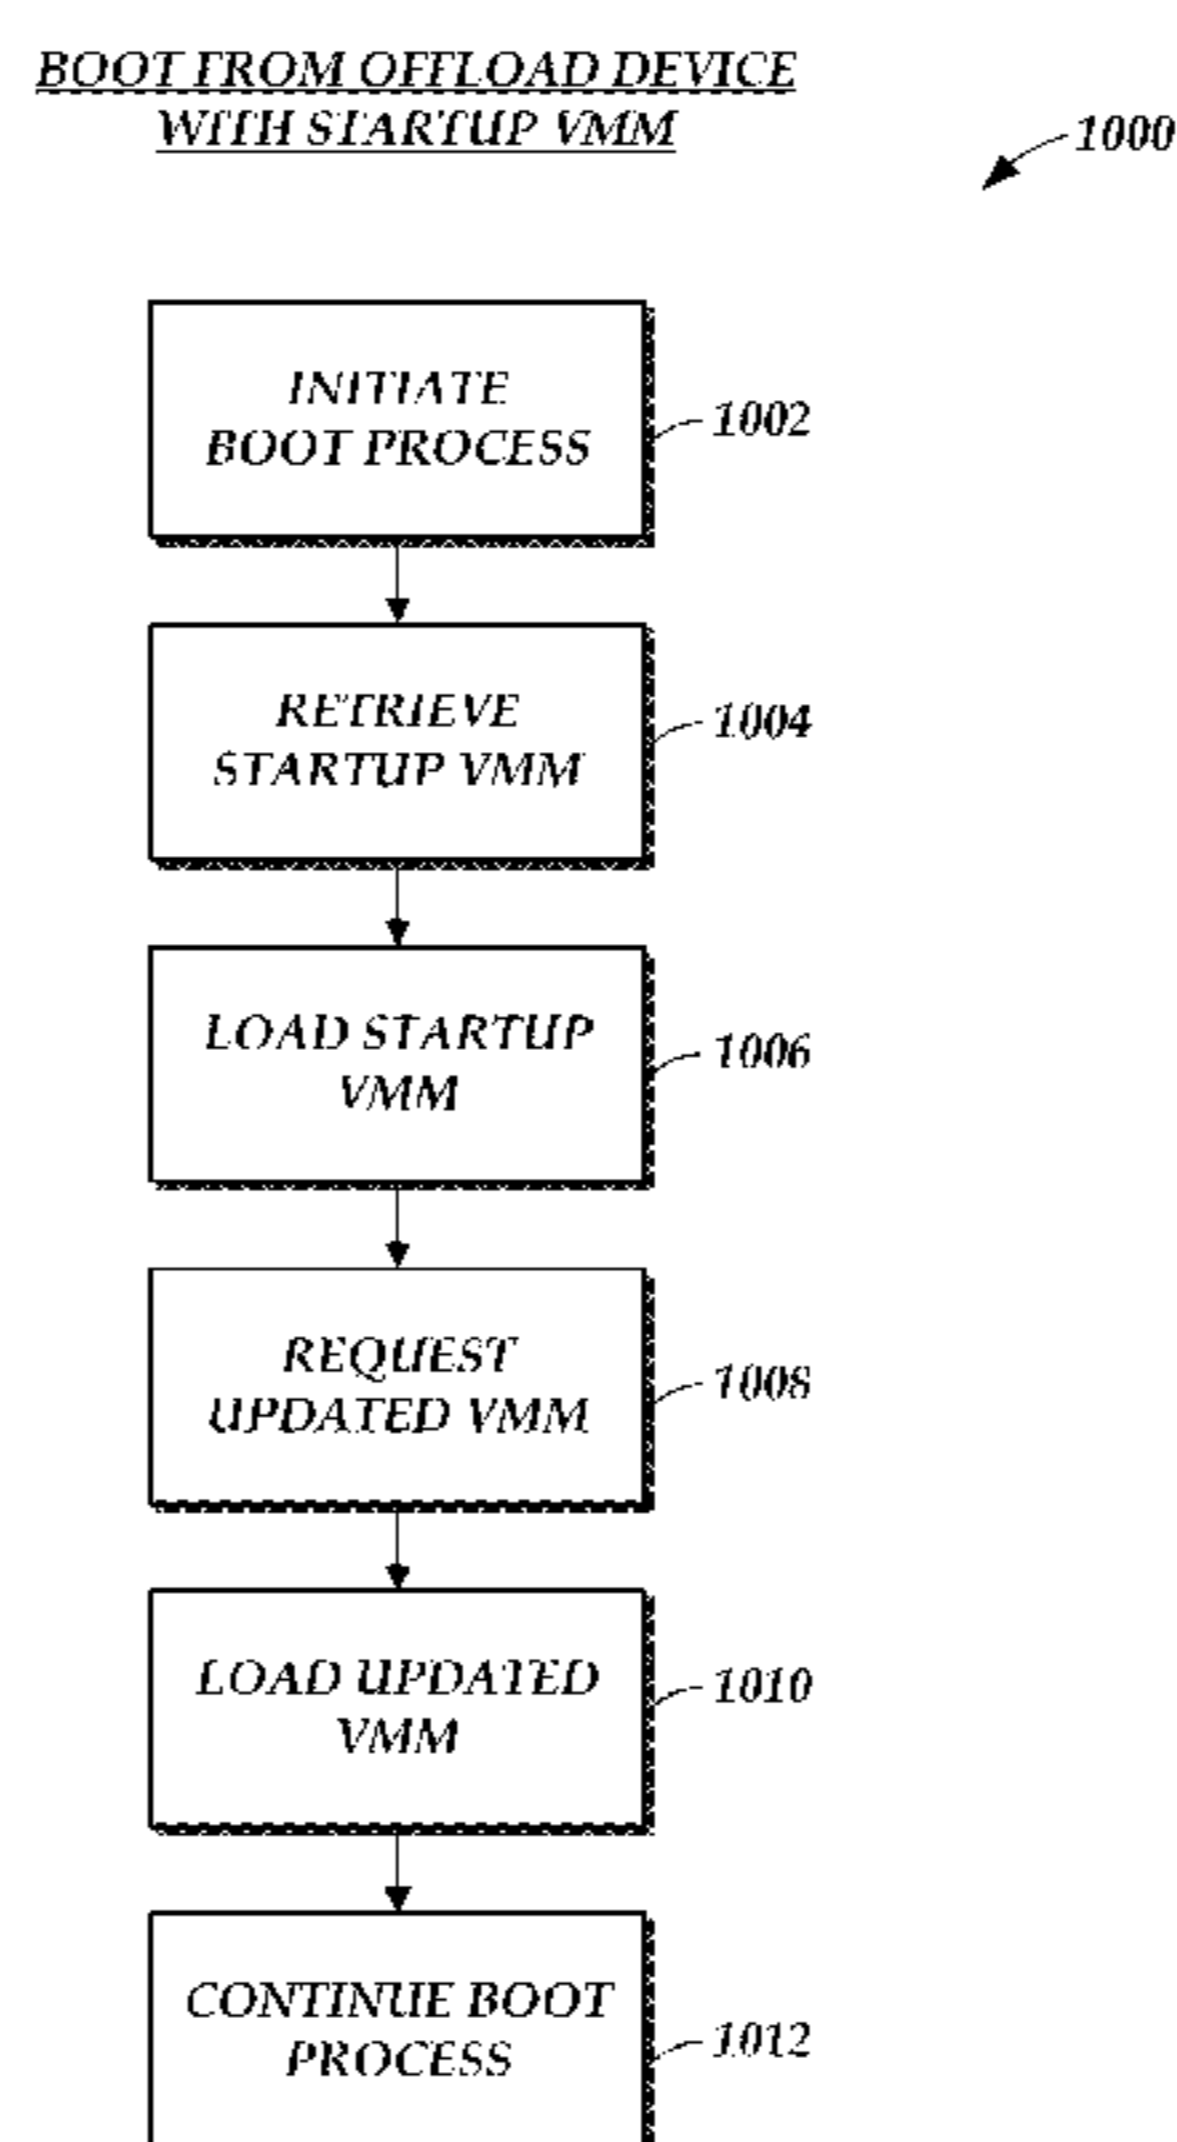 BOOT FROM OFFLOAD DEVICE
WITH STARTUP VMM
1000
INITIATE
BOOT PROCESS
1002
RETRIEVE
STARTUP VMM
1004
LOAD STARTUP
VMM
1006
REQUEST
UPDATED VMM
1008
LOAD UPDATED
VMM
1010
CONTINUE BOOT
PROCESS
1012